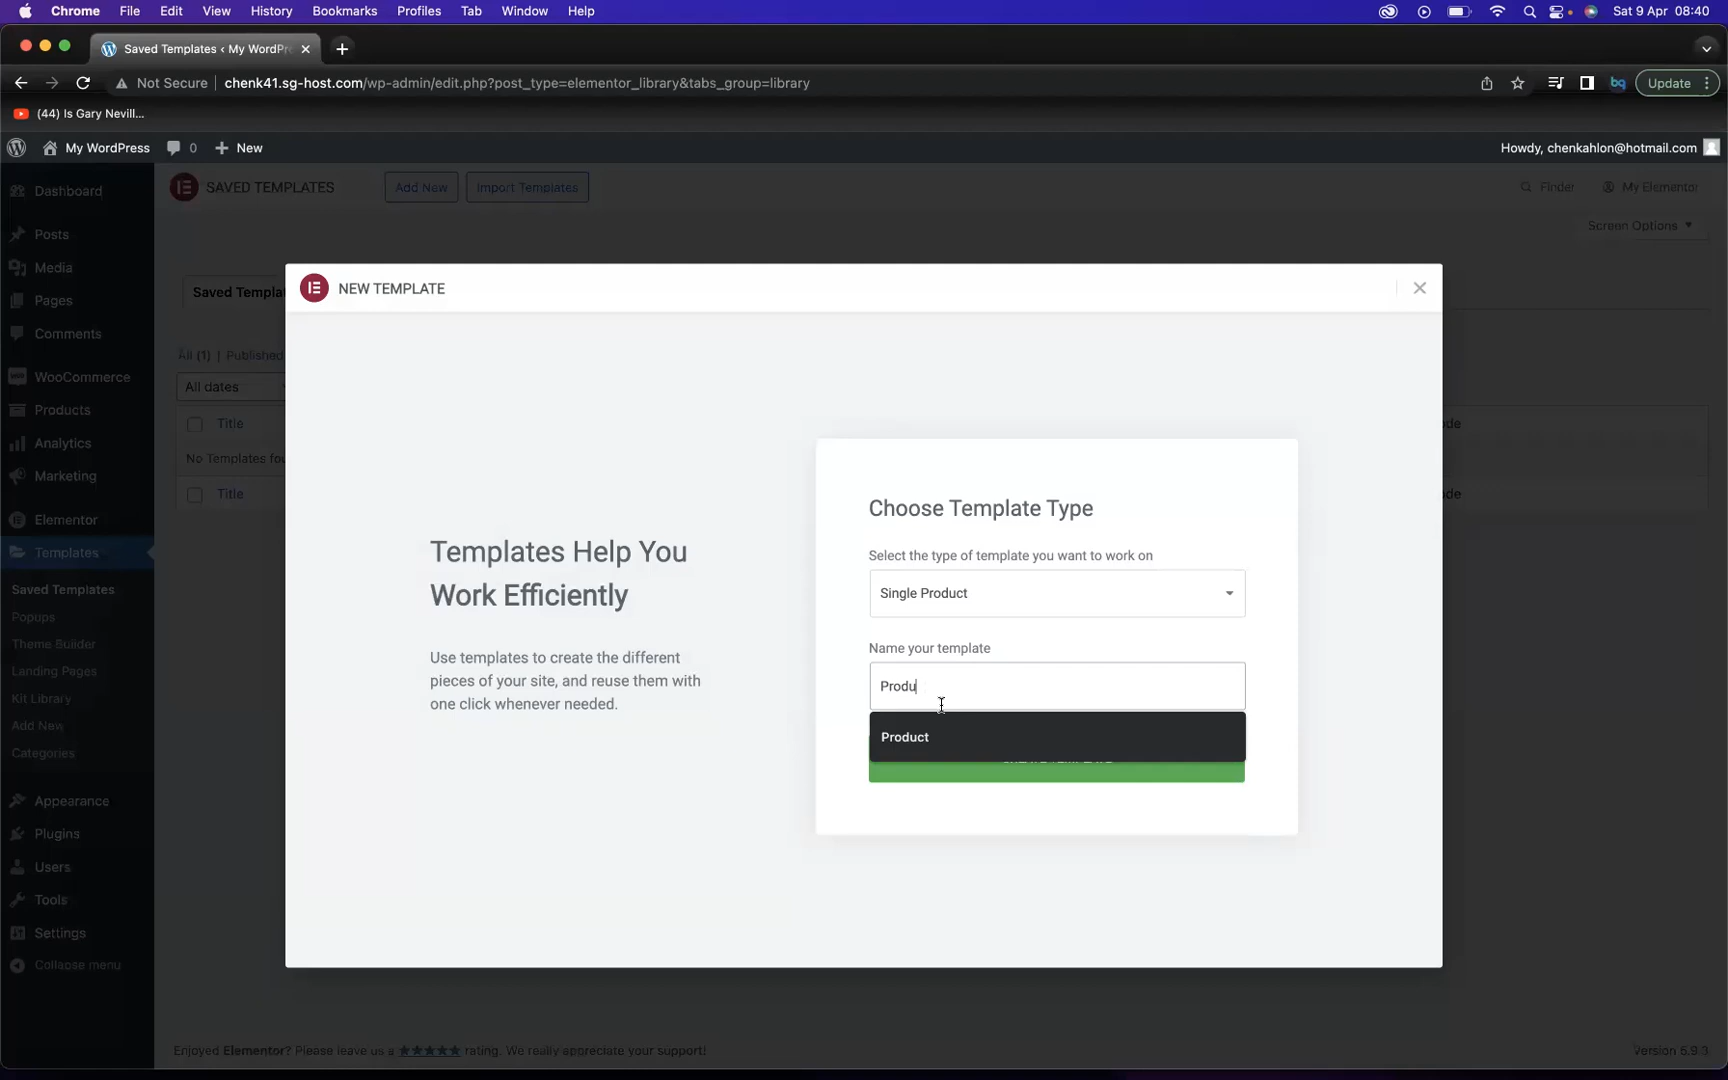 Chrome File Edit View History Bookmarks Profiles Tab Window Help Sat 9 Apr 08:40
Saved Templates ‹ My WordPr
Not Secure chenk41.sg-host.com/wp-admin/edit.php?post_type=elementor_library&tabs_group=library Update
(44) Is Gary Nevill...
My WordPress 0 New Howdy, chenkahlon@hotmail.com
Dashboard
Posts
Media
Pages
Comments
WooCommerce
Products
Analytics
Marketing
Elementor
Templates
Saved Templates
Popups
Theme Builder
Landing Pages
Kit Library
Add New
Categories
Appearance
Plugins
Users
Tools
Settings
Collapse menu
SAVED TEMPLATES Add New Import Templates Finder My Elementor
Screen Options
Saved Templa
All (1) | Published
All dates
Title
No Templates fou
Title
ode
ode
NEW TEMPLATE
Templates Help You
Work Efficiently
Use templates to create the different
pieces of your site, and reuse them with
one click whenever needed.
Choose Template Type
Select the type of template you want to work on
Single Product
Name your template
Produ
Product
Enjoyed Elementor? Please leave us a ★★★★★ rating. We really appreciate your support!
Version 5.9.3